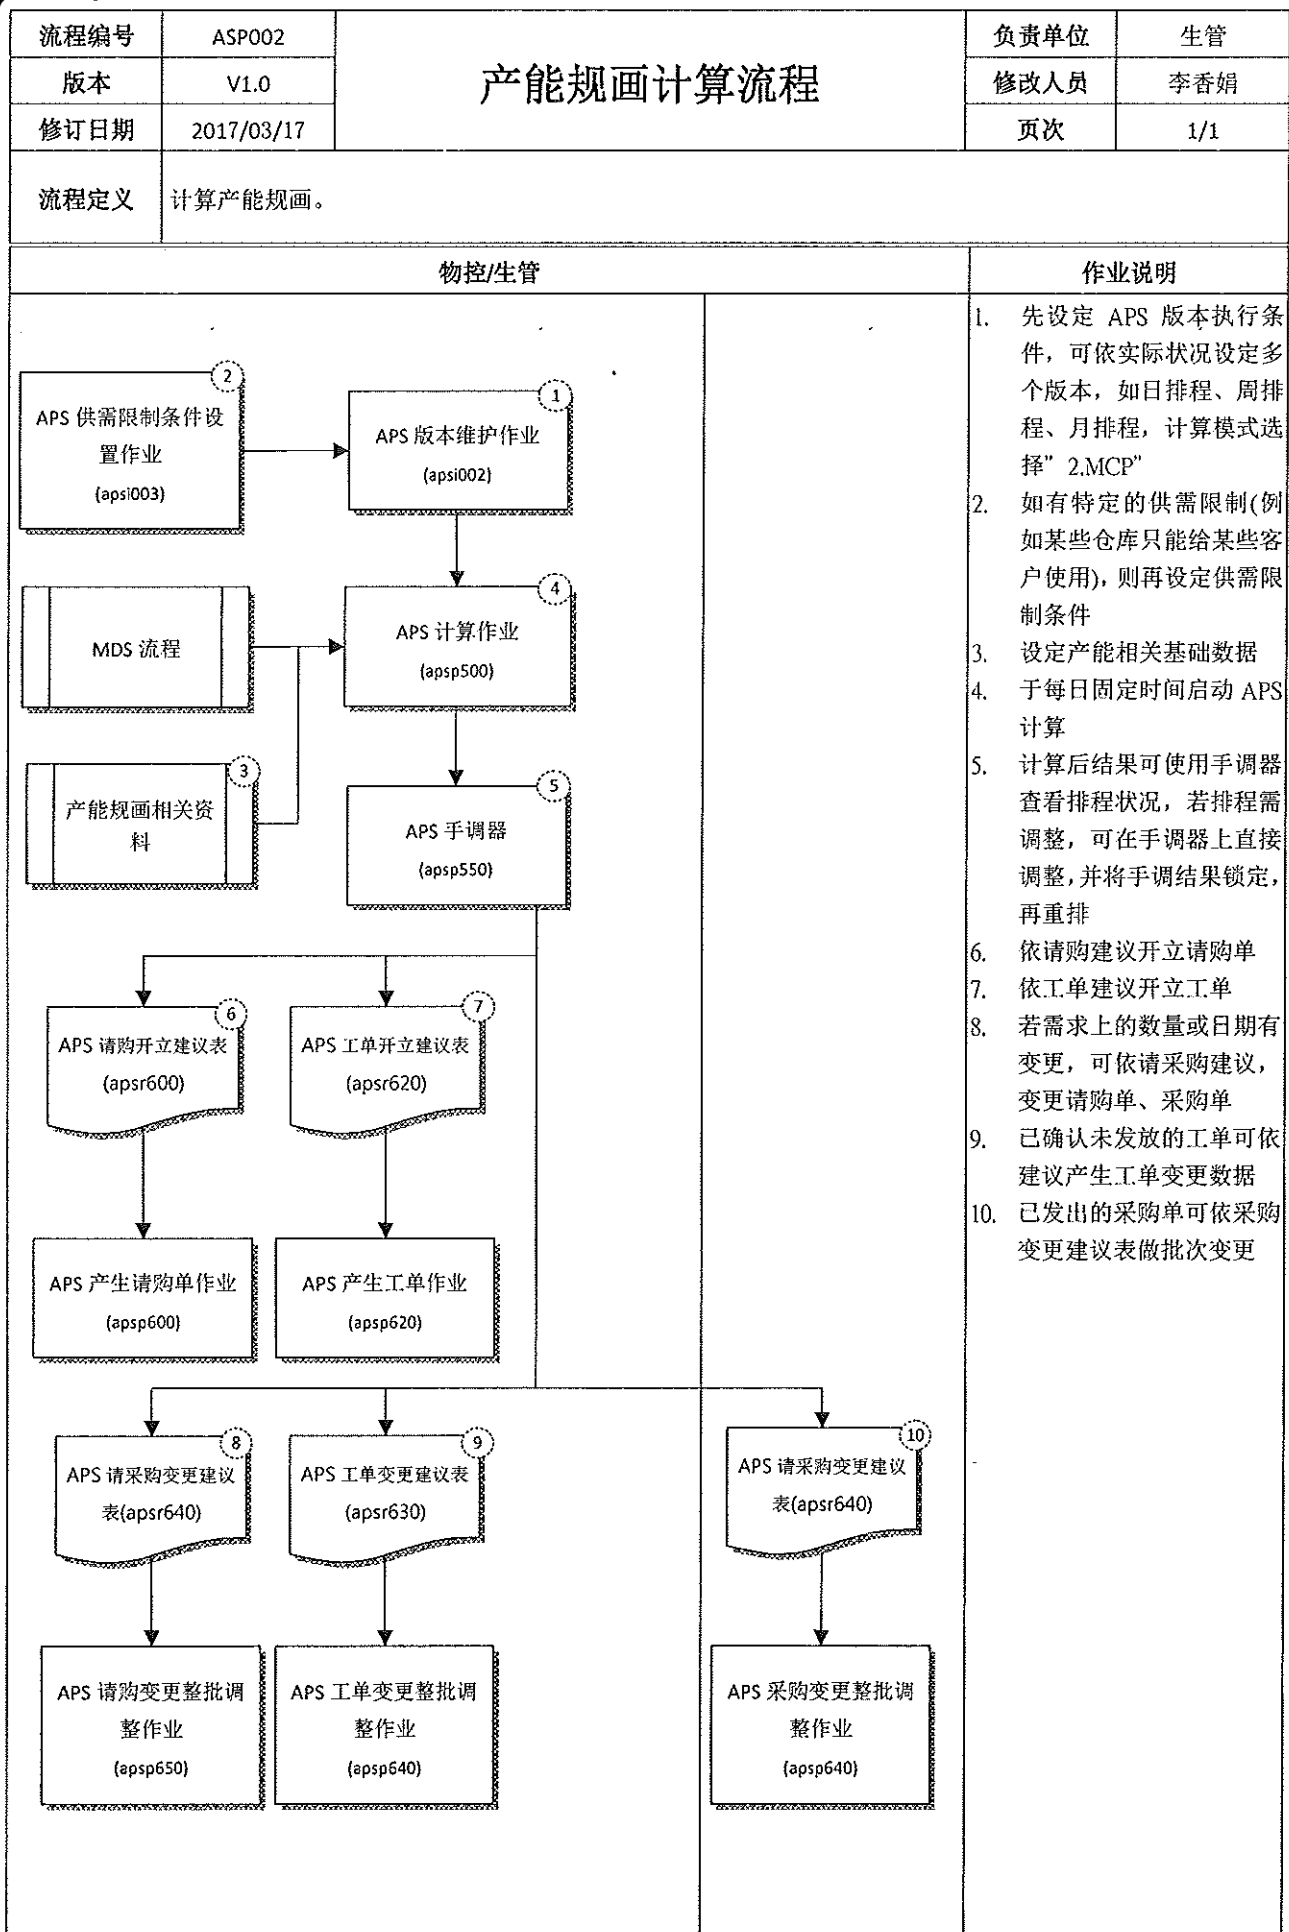 流程编号
ASP002
产能规画计算流程
负责单位
生管
版本
V1.0
修改人员
李香娟
修订日期
2017/03/17
页次
1/1
流程定义
计算产能规画。
物控/生管
作业说明
2
APS 供需限制条件设
置作业
(apsi003)
1
APS 版本维护作业
(apsi002)
MDS 流程
4
APS 计算作业
(apsp500)
3
产能规画相关资
料
5
APS 手调器
(apsp550)
6
APS 请购开立建议表
(apsr600)
7
APS 工单开立建议表
(apsr620)
APS 产生请购单作业
(apsp600)
APS 产生工单作业
(apsp620)
8
APS 请采购变更建议
表(apsr640)
9
APS 工单变更建议表
(apsr630)
10
APS 请采购变更建议
表(apsr640)
APS 请购变更整批调
整作业
(apsp650)
APS 工单变更整批调
整作业
(apsp640)
APS 采购变更整批调
整作业
(apsp640)
1. 先设定 APS 版本执行条
件，可依实际状况设定多
个版本，如日排程、周排
程、月排程，计算模式选
择”2.MCP”
2. 如有特定的供需限制(例
如某些仓库只能给某些客
户使用)，则再设定供需限
制条件
3. 设定产能相关基础数据
4. 于每日固定时间启动 APS
计算
5. 计算后结果可使用手调器
查看排程状况，若排程需
调整，可在手调器上直接
调整，并将手调结果锁定，
再重排
6. 依请购建议开立请购单
7. 依工单建议开立工单
8. 若需求上的数量或日期有
变更，可依请采购建议，
变更请购单、采购单
9. 已确认未发放的工单可依
建议产生工单变更数据
10. 已发出的采购单可依采购
变更建议表做批次变更